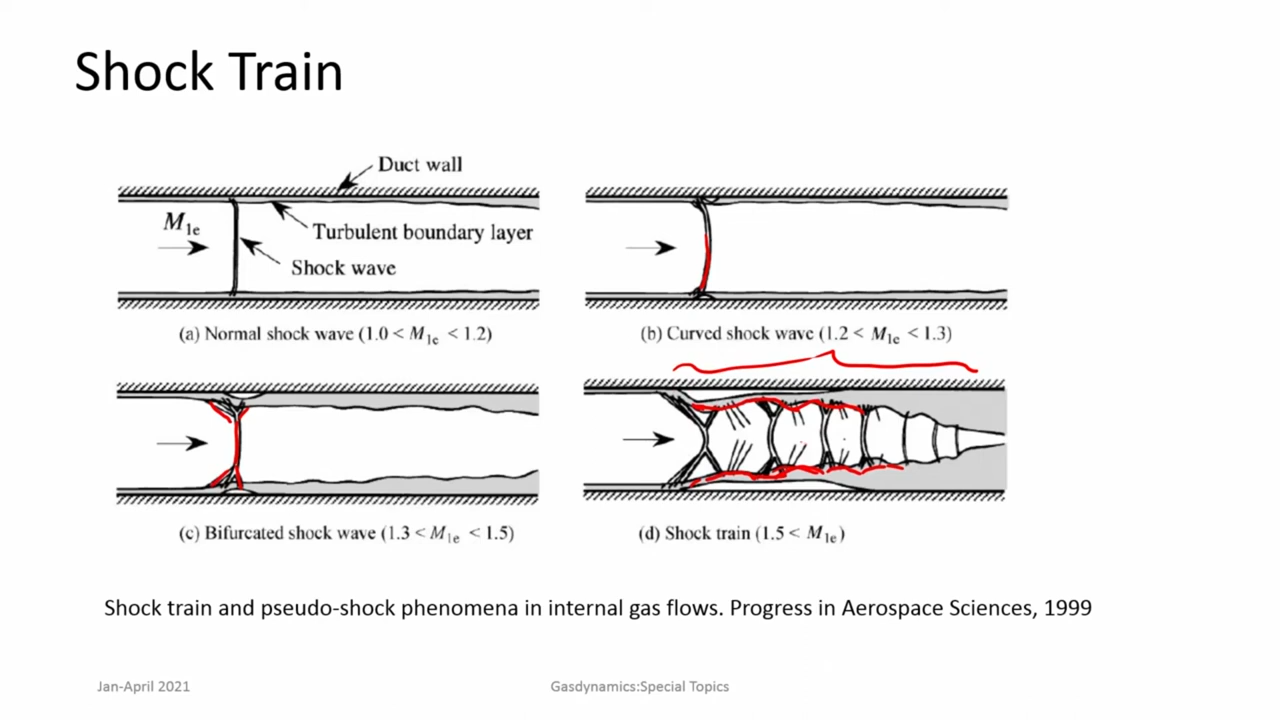 Shock Train
Duct wall
M1e
Turbulent boundary layer
Shock wave
(a) Normal shock wave (1.0 < M1e < 1.2)
(b) Curved shock wave (1.2 < M1e < 1.3)
(c) Bifurcated shock wave (1.3 < M1e < 1.5)
(d) Shock train (1.5 < M1e)
Shock train and pseudo-shock phenomena in internal gas flows. Progress in Aerospace Sciences, 1999
Jan-April 2021
Gasdynamics:Special Topics